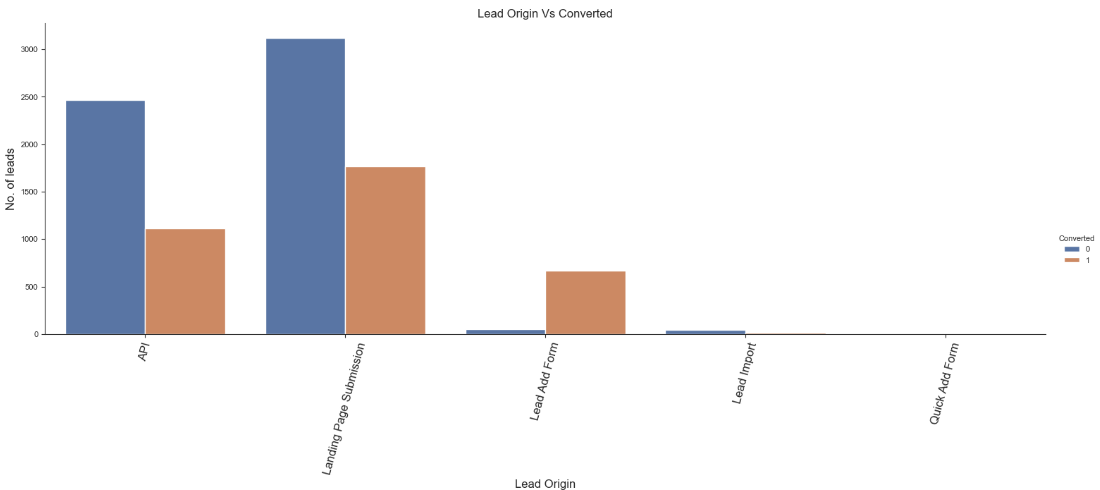 Lead Origin Vs Converted
No. of leads
3000
2500
2000
1500
1000
500
0
API
Landing Page Submission
Lead Add Form
Lead Import
Quick Add Form
Lead Origin
Converted
0
1